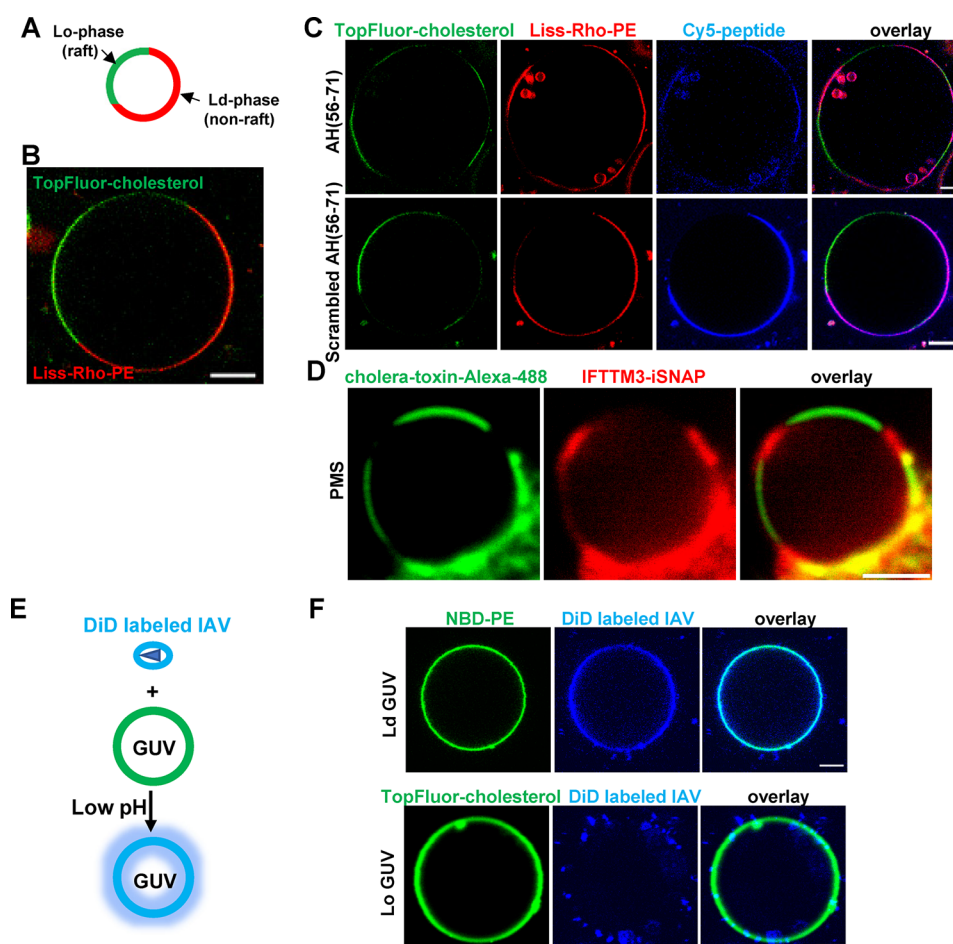 A
Lo-phase
(raft)
Ld-phase
(non-raft)
B
TopFluor-cholesterol
Liss-Rho-PE
C
TopFluor-cholesterol Liss-Rho-PE Cy5-peptide overlay
AH(56-71)
Scrambled AH(56-71)
D
cholera-toxin-Alexa-488 IFTTM3-iSNAP overlay
PMS
E
DiD labeled IAV
+
GUV
Low pH
GUV
F
NBD-PE DiD labeled IAV overlay
Ld GUV
TopFluor-cholesterol DiD labeled IAV overlay
Lo GUV